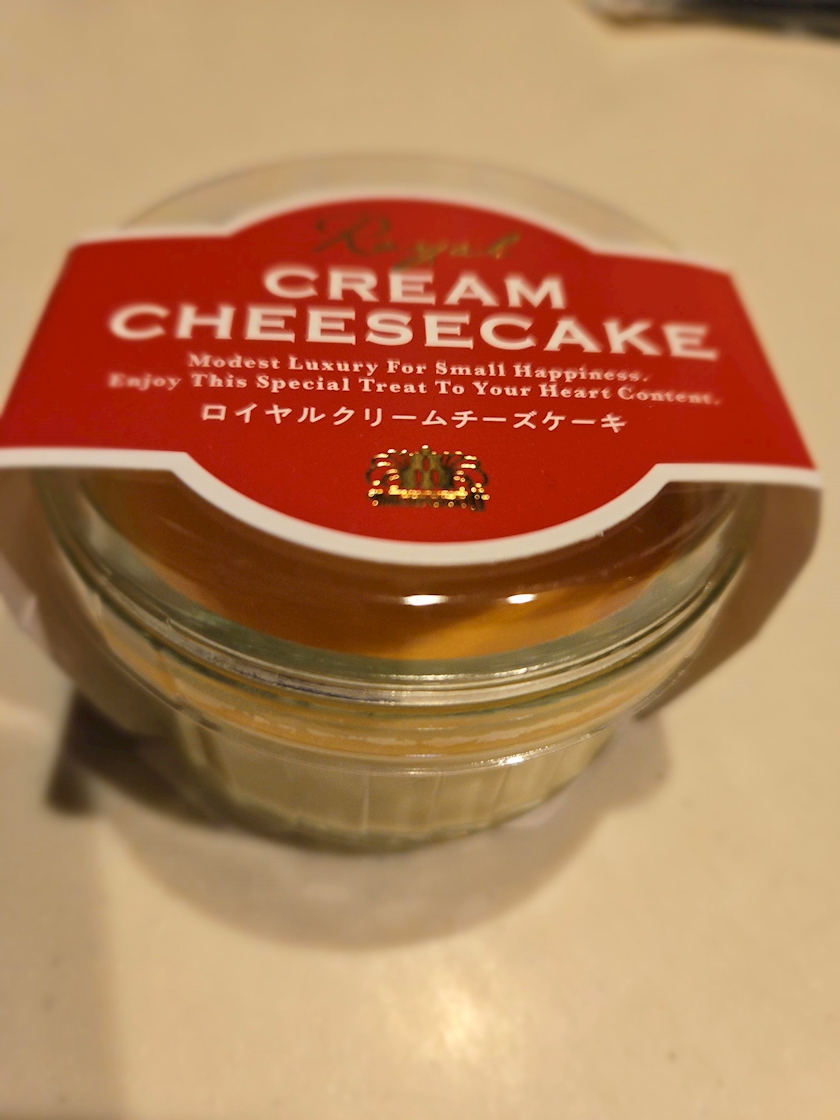 Royal
CREAM
CHEESECAKE
Modest Luxury For Small Happiness.
Enjoy This Special Treat To Your Heart Content.
ロイヤルクリームチーズケーキ